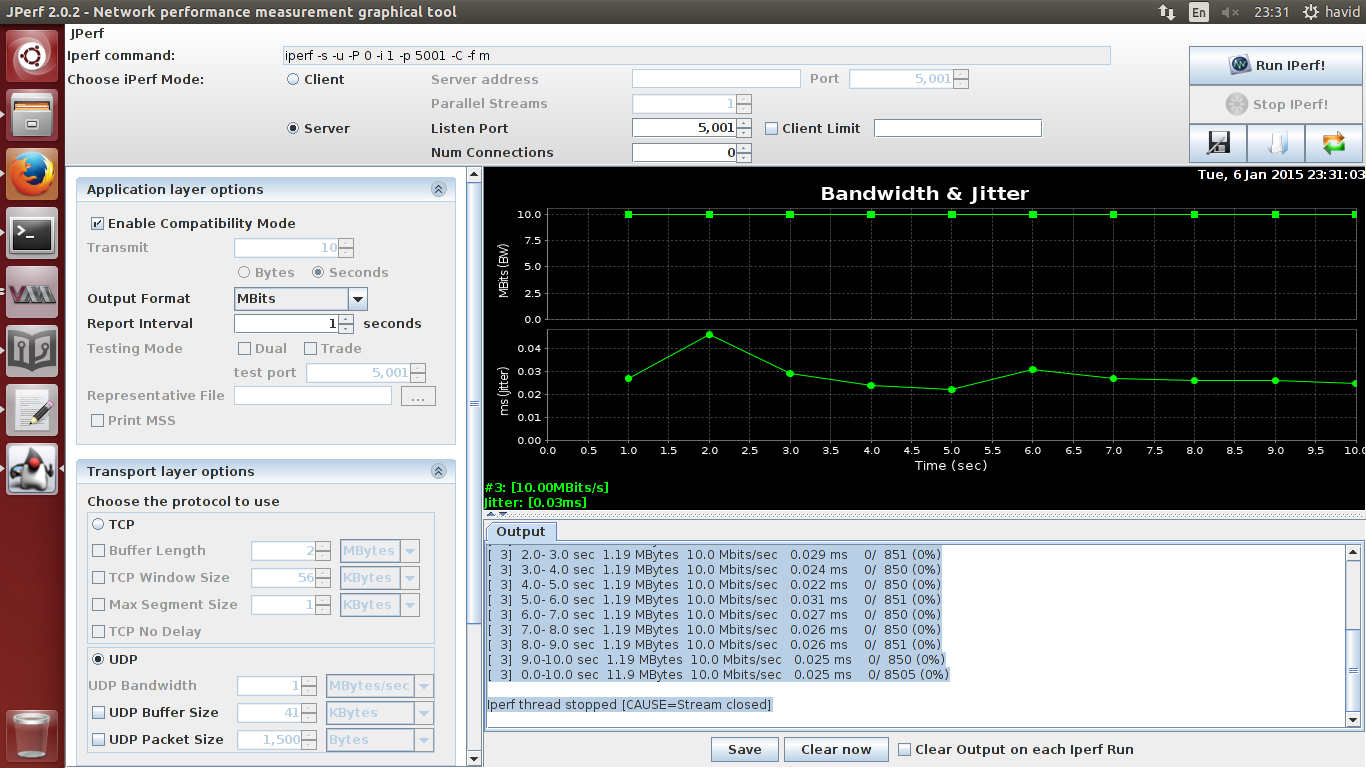 JPerf 2.0.2 - Network performance measurement graphical tool
En
23:31
havid
JPerf
Iperf command:
iperf -s -u -P 0 -i 1 -p 5001 -C -f m
Choose iPerf Mode:
Client
Server address
Port
5,001
Parallel Streams
1
Server
Listen Port
5,001
Client Limit
Num Connections
0
Run IPerf!
Stop IPerf!
Application layer options
Enable Compatibility Mode
Transmit
10
Bytes
Seconds
Output Format
MBits
Report Interval
1
seconds
Testing Mode
Dual
Trade
test port
5,001
Representative File
...
Print MSS
Transport layer options
Choose the protocol to use
TCP
Buffer Length
2
MBytes
TCP Window Size
56
KBytes
Max Segment Size
1
KBytes
TCP No Delay
UDP
UDP Bandwidth
1
MBytes/sec
UDP Buffer Size
41
KBytes
UDP Packet Size
1,500
Bytes
Tue, 6 Jan 2015 23:31:03
Bandwidth & Jitter
MBits (BW)
10.0
7.5
5.0
2.5
0.0
ms (Jitter)
0.04
0.03
0.02
0.01
0.00
0.0 0.5 1.0 1.5 2.0 2.5 3.0 3.5 4.0 4.5 5.0 5.5 6.0 6.5 7.0 7.5 8.0 8.5 9.0 9.5 10.0
Time (sec)
#3: [10.00MBits/s]
Jitter: [0.03ms]
Output
[ 3] 2.0- 3.0 sec 1.19 MBytes 10.0 Mbits/sec 0.029 ms 0/ 851 (0%)
[ 3] 3.0- 4.0 sec 1.19 MBytes 10.0 Mbits/sec 0.024 ms 0/ 850 (0%)
[ 3] 4.0- 5.0 sec 1.19 MBytes 10.0 Mbits/sec 0.022 ms 0/ 850 (0%)
[ 3] 5.0- 6.0 sec 1.19 MBytes 10.0 Mbits/sec 0.031 ms 0/ 851 (0%)
[ 3] 6.0- 7.0 sec 1.19 MBytes 10.0 Mbits/sec 0.027 ms 0/ 850 (0%)
[ 3] 7.0- 8.0 sec 1.19 MBytes 10.0 Mbits/sec 0.026 ms 0/ 850 (0%)
[ 3] 8.0- 9.0 sec 1.19 MBytes 10.0 Mbits/sec 0.026 ms 0/ 851 (0%)
[ 3] 9.0-10.0 sec 1.19 MBytes 10.0 Mbits/sec 0.025 ms 0/ 850 (0%)
[ 3] 0.0-10.0 sec 11.9 MBytes 10.0 Mbits/sec 0.025 ms 0/ 8505 (0%)
Iperf thread stopped [CAUSE=Stream closed]
Save
Clear now
Clear Output on each Iperf Run